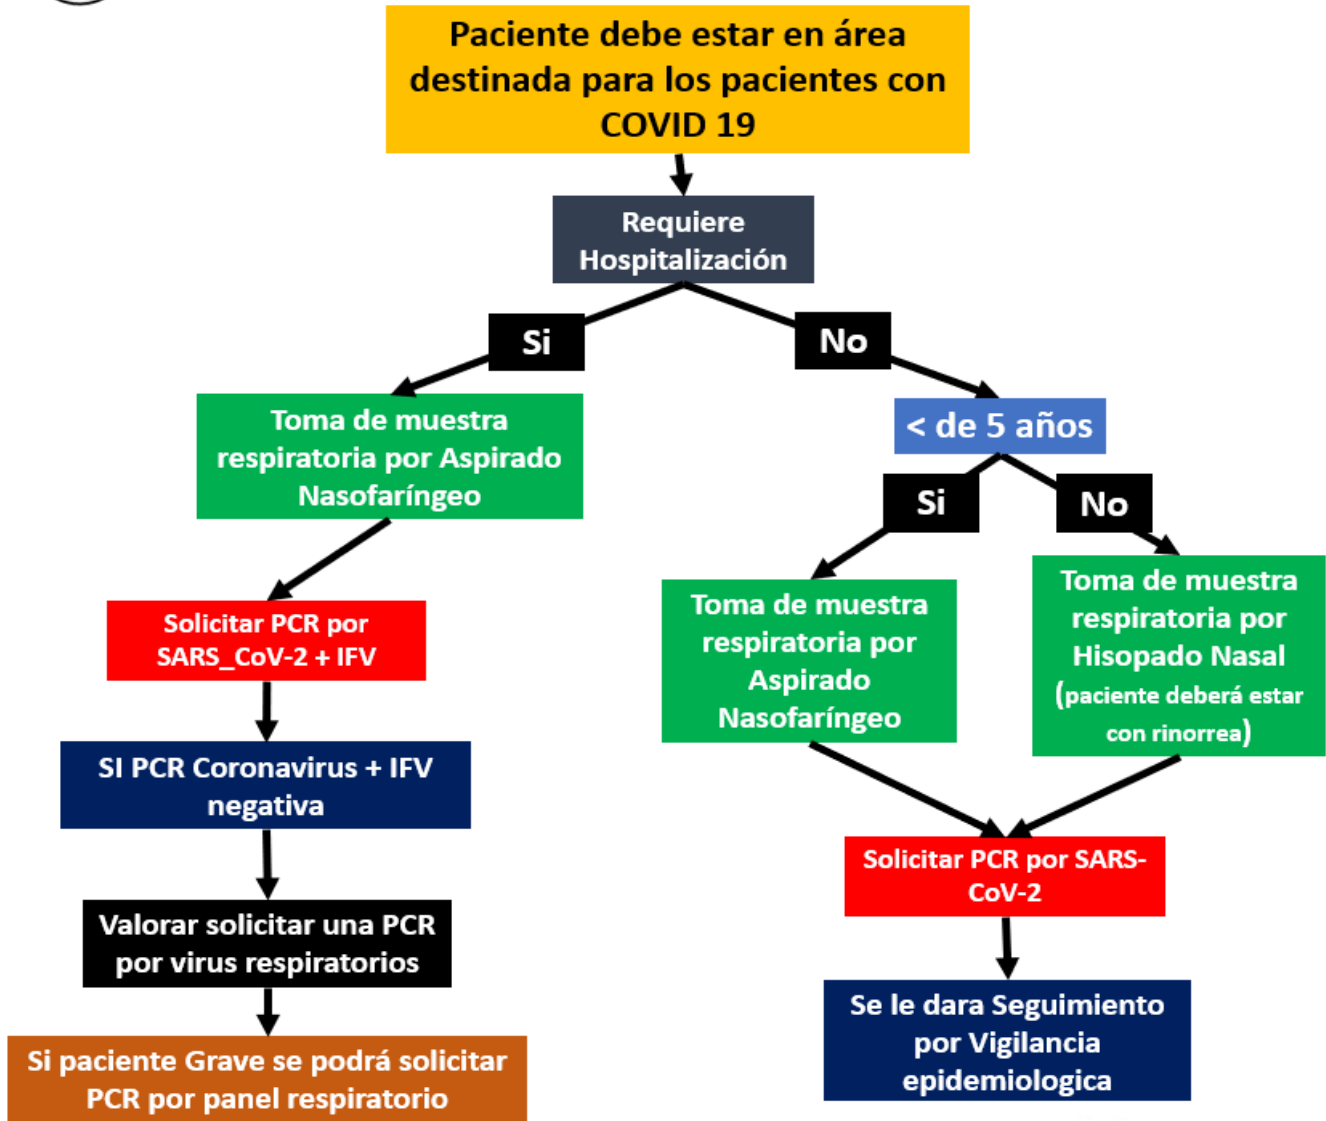 Paciente debe estar en área
destinada para los pacientes con
COVID 19
Requiere
Hospitalización
Si
No
Toma de muestra
respiratoria por Aspirado
Nasofaríngeo
Solicitar PCR por
SARS_CoV-2 + IFV
SI PCR Coronavirus + IFV
negativa
Valorar solicitar una PCR
por virus respiratorios
Si paciente Grave se podrá solicitar
PCR por panel respiratorio
< de 5 años
Si
No
Toma de muestra
respiratoria por
Aspirado
Nasofaríngeo
Toma de muestra
respiratoria por
Hisopado Nasal
(paciente deberá estar
con rinorrea)
Solicitar PCR por SARS-
CoV-2
Se le dara Seguimiento
por Vigilancia
epidemiologica